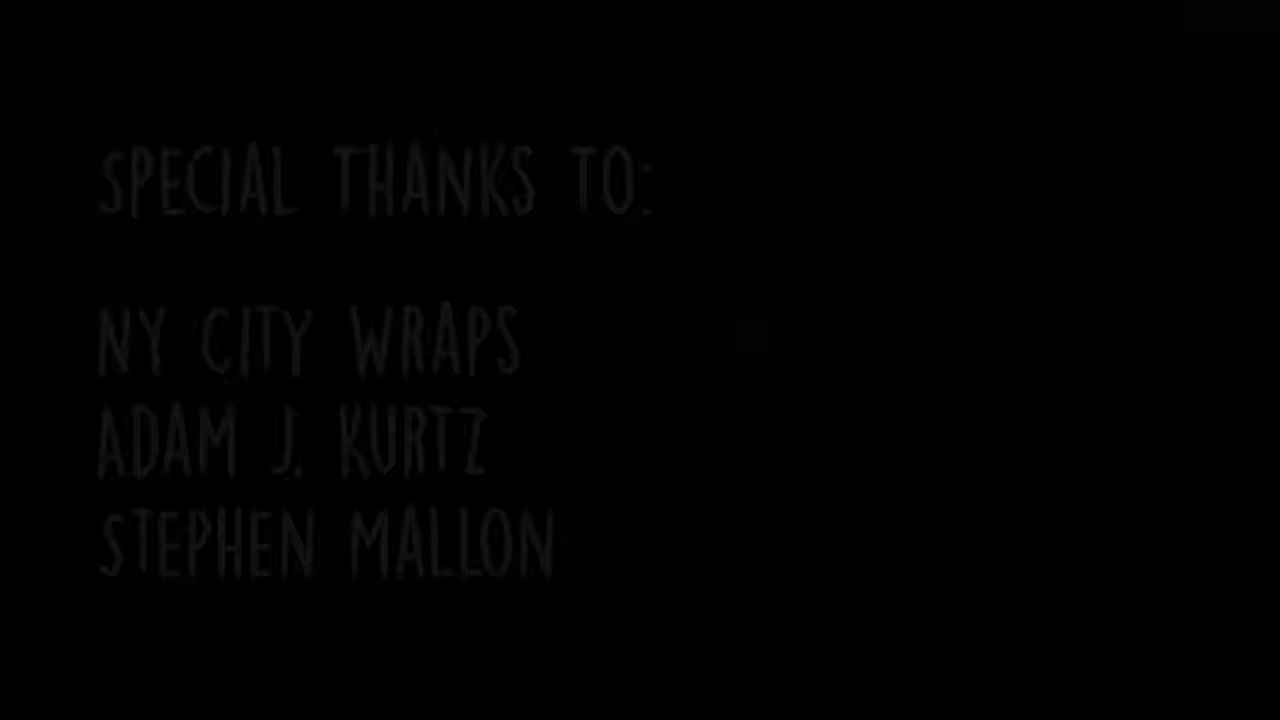 SPECIAL THANKS TO:
NY CITY WRAPS
ADAM J. KURTZ
STEPHEN MALLON